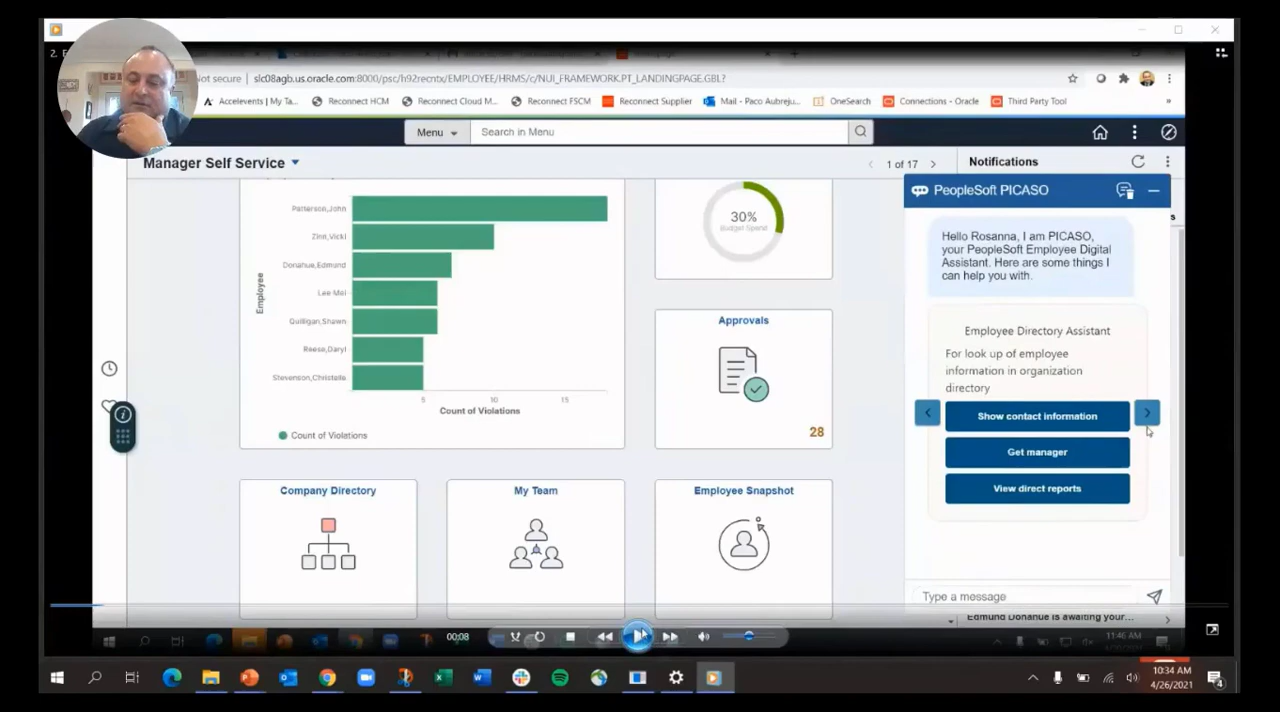 2. E
Not secure | slc08agb.us.oracle.com:8000/psc/h92recntx/EMPLOYEE/HRMS/c/NUI_FRAMEWORK.PT_LANDINGPAGE.GBL?
Accelevents | My Ta...
Reconnect HCM
Reconnect Cloud M...
Reconnect FSCM
Reconnect Supplier
Mail - Paco Aubreju...
OneSearch
Connections - Oracle
Third Party Tool
»
Menu
Search in Menu
Manager Self Service
1 of 17
Notifications
PeopleSoft PICASO
Hello Rosanna, I am PICASO,
your PeopleSoft Employee Digital
Assistant. Here are some things I
can help you with.
Employee Directory Assistant
For look up of employee
information in organization
directory
Show contact information
Get manager
View direct reports
Type a message
Edmund Donahue is awaiting your...
Employee
Patterson,John
Zinn,Vicki
Donahue,Edmund
Lee Mei
Quilligan,Shawn
Reese,Daryl
Stevenson,Christella
5
10
15
Count of Violations
Count of Violations
30%
Budget Spend
Approvals
28
Company Directory
My Team
Employee Snapshot
00:08
11:46 AM
10:34 AM
4/26/2021
4